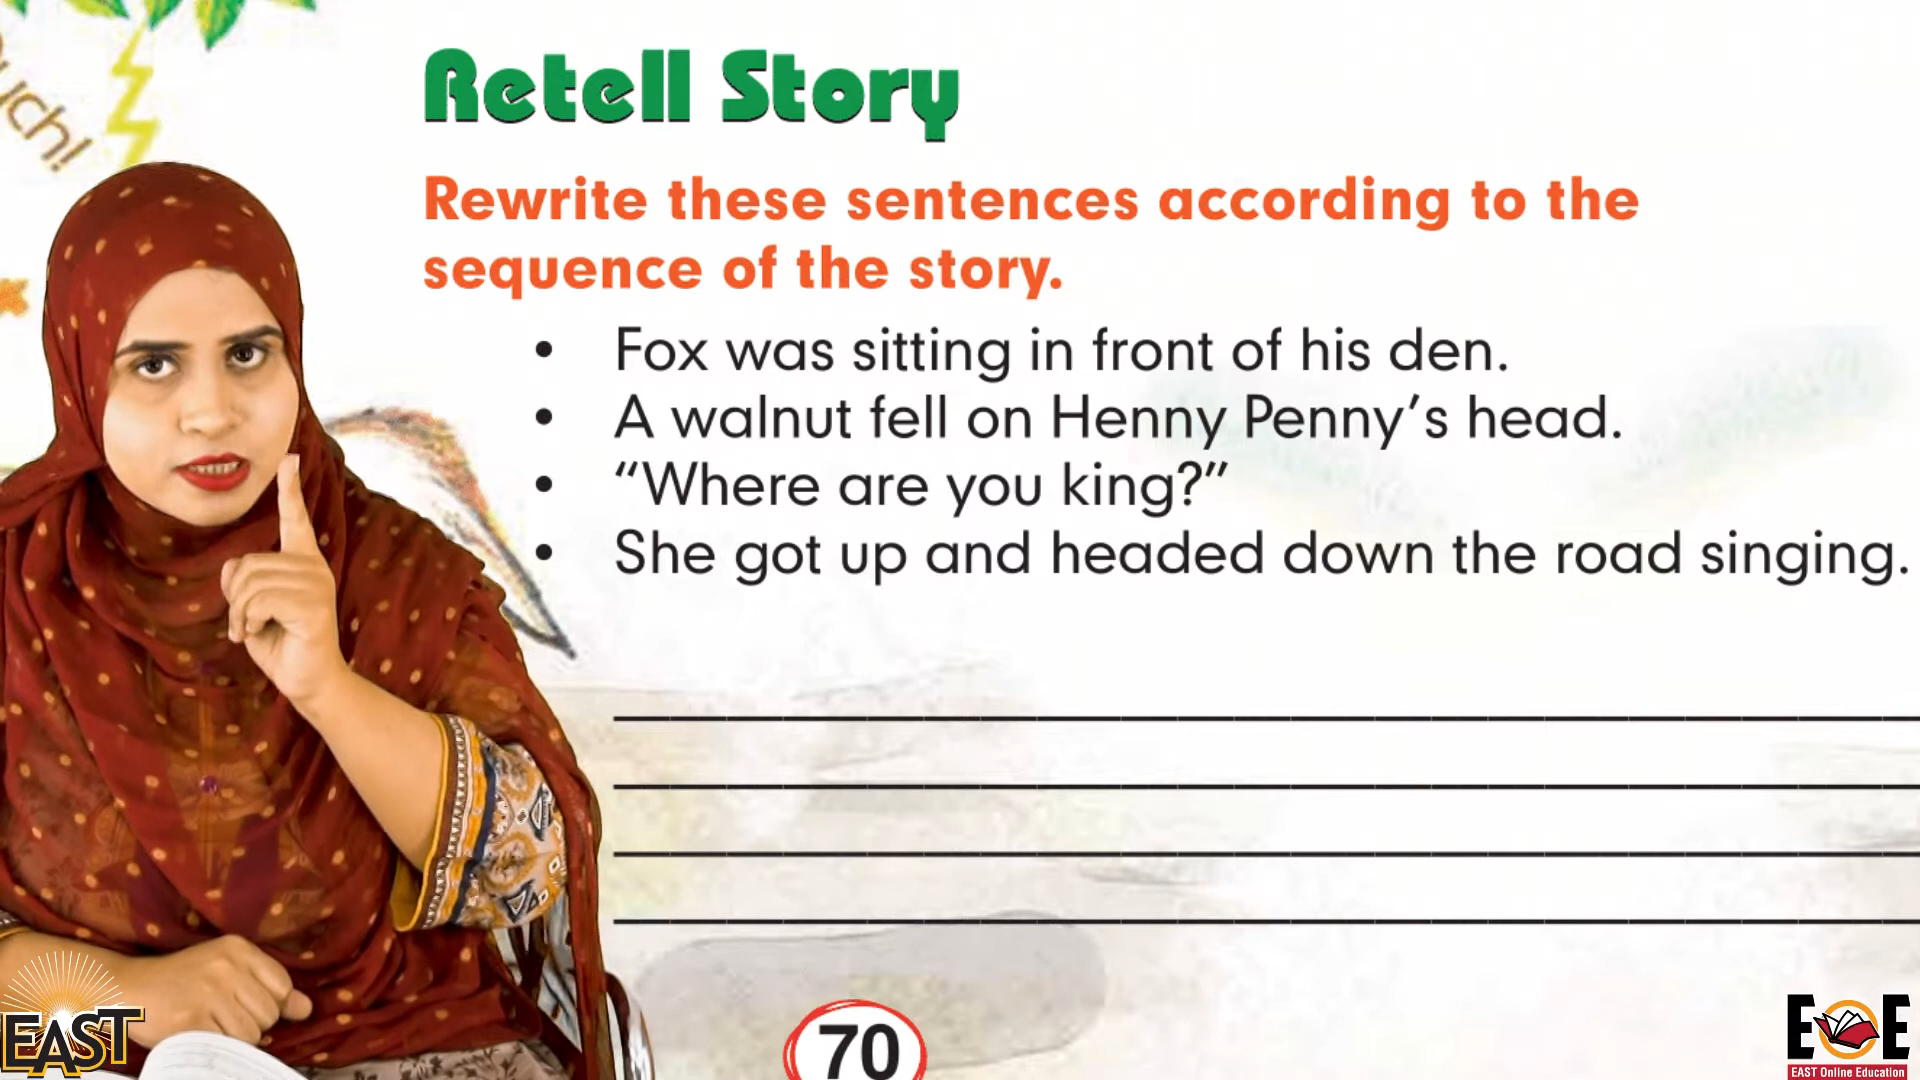 ouch!
Retell Story
Rewrite these sentences according to the
sequence of the story.
• Fox was sitting in front of his den.
• A walnut fell on Henny Penny’s head.
• “Where are you king?”
• She got up and headed down the road singing.
70
EAST
EOE
EAST Online Education